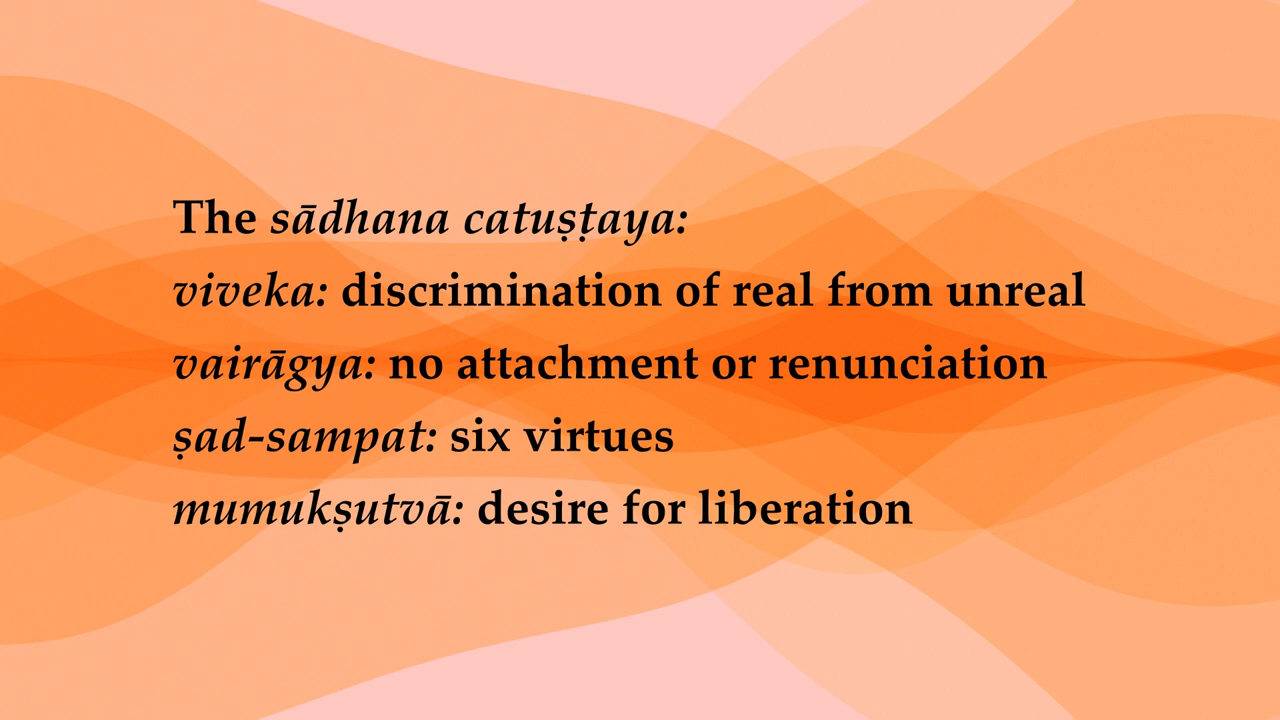 The sādhana catuṣṭaya:
viveka: discrimination of real from unreal
vairāgya: no attachment or renunciation
ṣad-sampat: six virtues
mumukṣutvā: desire for liberation